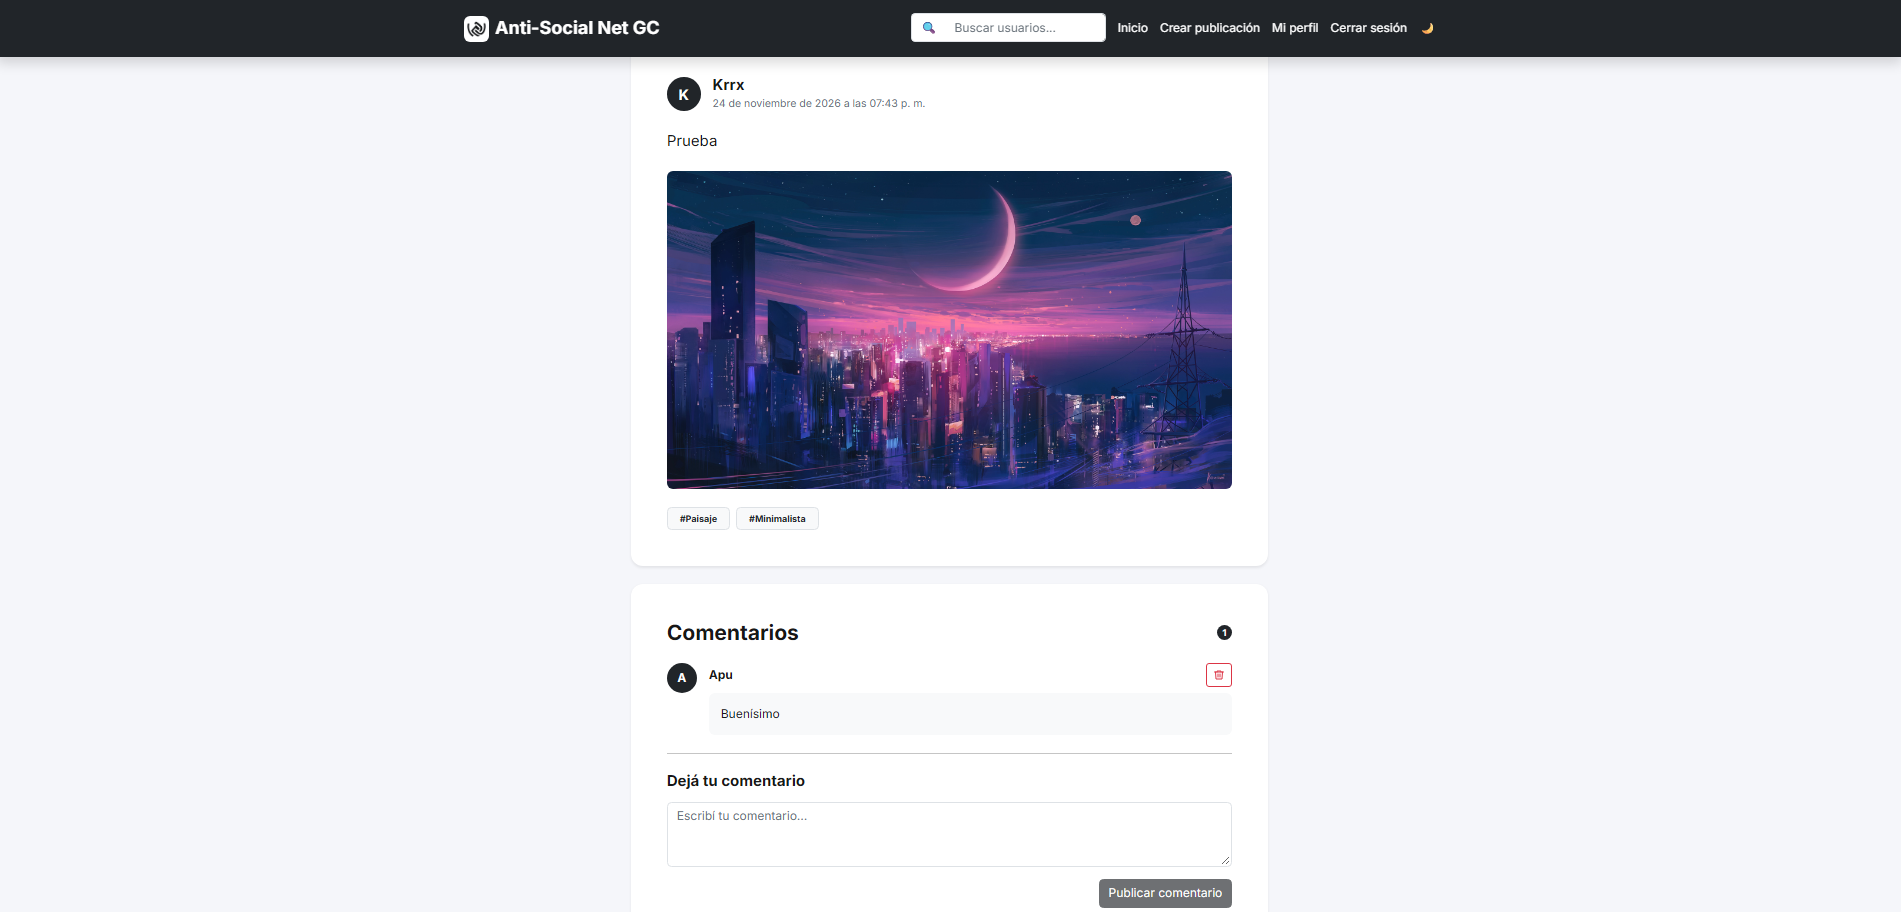 Anti-Social Net GC
Buscar usuarios...
Inicio
Crear publicación
Mi perfil
Cerrar sesión
K
Krrx
24 de noviembre de 2026 a las 07:43 p. m.
Prueba
#Paisaje
#Minimalista
Comentarios
1
A
Apu
Buenísimo
Dejá tu comentario
Escribí tu comentario...
Publicar comentario